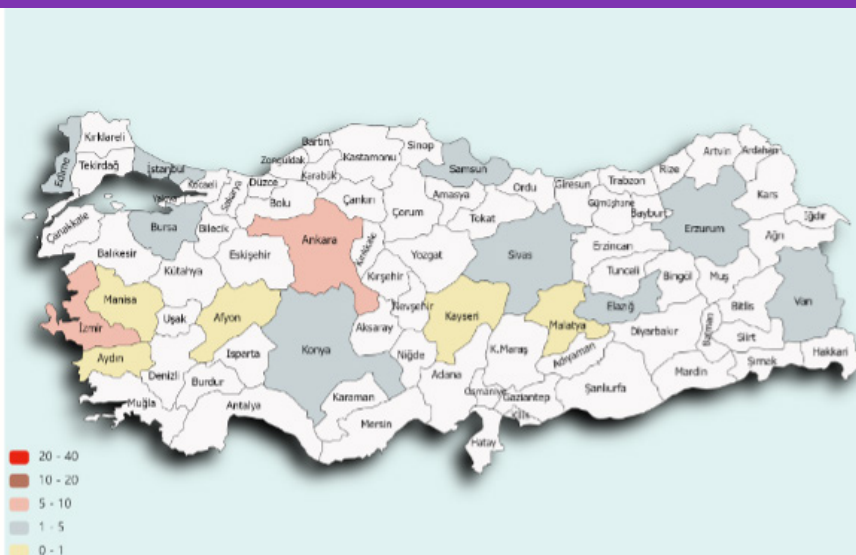 Kırklareli
Edirne
Tekirdağ
İstanbul
Yalova
Kocaeli
Sakarya
Düzce
Zonguldak
Bartın
Karabük
Kastamonu
Sinop
Samsun
Bolu
Çankırı
Çorum
Amasya
Ordu
Tokat
Giresun
Trabzon
Gümüşhane
Bayburt
Rize
Artvin
Ardahan
Kars
Iğdır
Ağrı
Erzurum
Erzincan
Çanakkale
Balıkesir
Bursa
Bilecik
Eskişehir
Kütahya
Ankara
Kırıkkale
Kırşehir
Yozgat
Sivas
Tunceli
Bingöl
Muş
Bitlis
Van
Manisa
İzmir
Uşak
Afyon
Aydın
Denizli
Isparta
Burdur
Konya
Aksaray
Nevşehir
Niğde
Kayseri
Malatya
Elazığ
Diyarbakır
Batman
Siirt
Şırnak
Hakkari
Mardin
Şanlıurfa
Adıyaman
K.Maraş
Gaziantep
Kilis
Osmaniye
Adana
Hatay
Mersin
Karaman
Antalya
Muğla
20 - 40
10 - 20
5 - 10
1 - 5
0 - 1